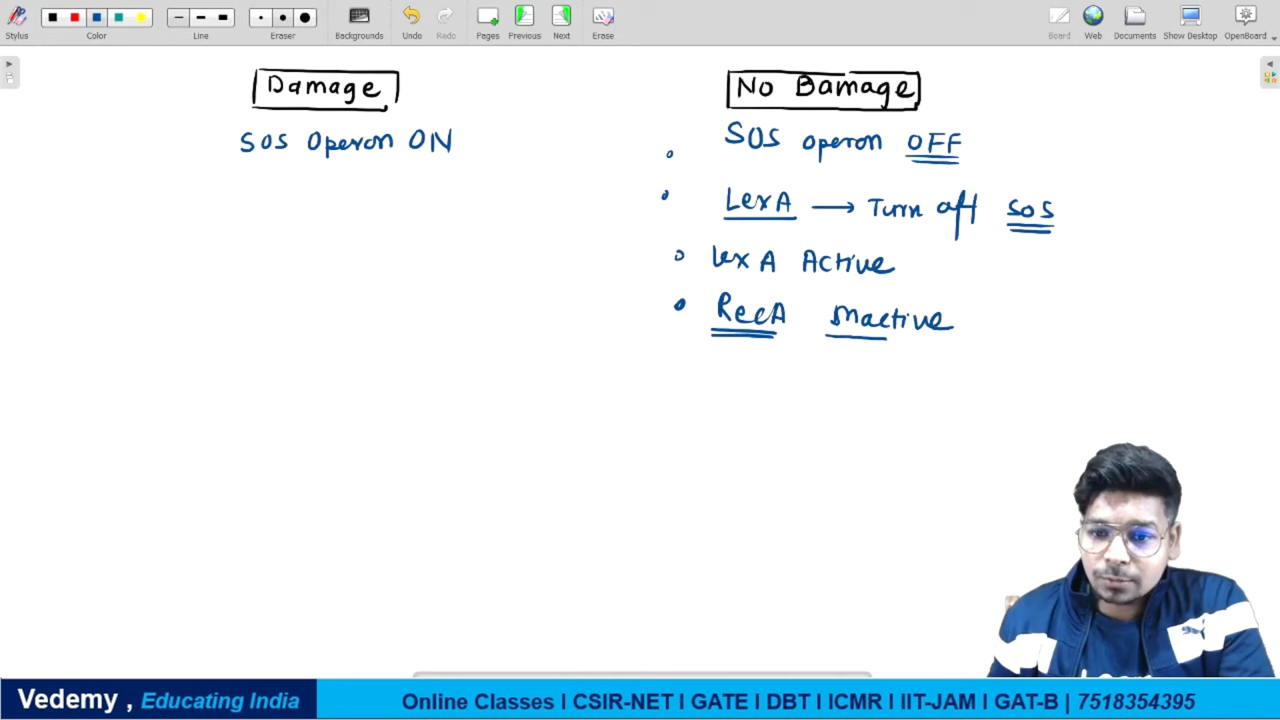 Stylus
Color
Line
Eraser
Backgrounds
Undo
Redo
Pages
Previous
Next
Erase
Board
Web
Documents
Show Desktop
OpenBoard
Damage
SOS Operon ON
No Damage
SOS operon OFF
LexA → Turn off SOS
LexA Active
RecA Inactive
Vedemy , Educating India
Online Classes I CSIR-NET I GATE I DBT I ICMR I IIT-JAM I GAT-B I 7518354395